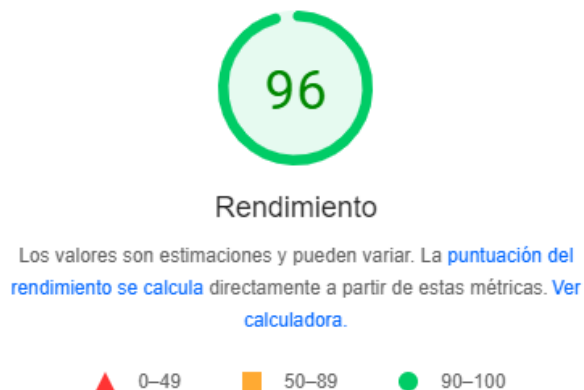 96
Rendimiento
Los valores son estimaciones y pueden variar. La puntuación del
rendimiento se calcula directamente a partir de estas métricas. Ver
calculadora.
0–49 50–89 90–100